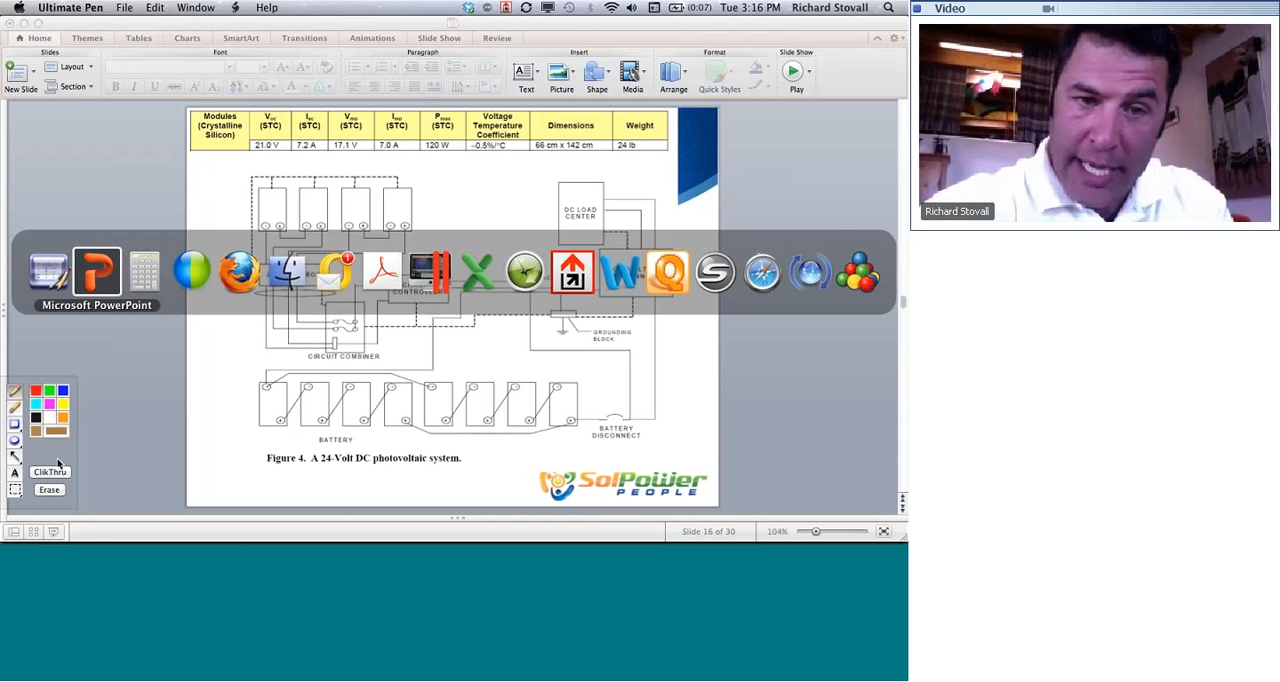 Ultimate Pen File Edit Window Help (0:07) Tue 3:16 PM Richard Stovall
Video
Home Themes Tables Charts SmartArt Transitions Animations Slide Show Review
Slides Font Paragraph Insert Format Slide Show
New Slide Layout Section Text Picture Shape Media Arrange Quick Styles Play
Modules (Crystalline Silicon) Voc (STC) Isc (STC) Vmp (STC) Imp (STC) Pmax (STC) Voltage Temperature Coefficient Dimensions Weight
21.0 V 7.2 A 17.1 V 7.0 A 120 W −0.5%/°C 66 cm x 142 cm 24 lb
DC LOAD
CENTER
Richard Stovall
Microsoft PowerPoint
GROUNDING
BLOCK
CIRCUIT COMBINER
BATTERY
DISCONNECT
BATTERY
Figure 4. A 24-Volt DC photovoltaic system.
ClikThru
Erase
SolPower
PEOPLE
Slide 16 of 30 104%